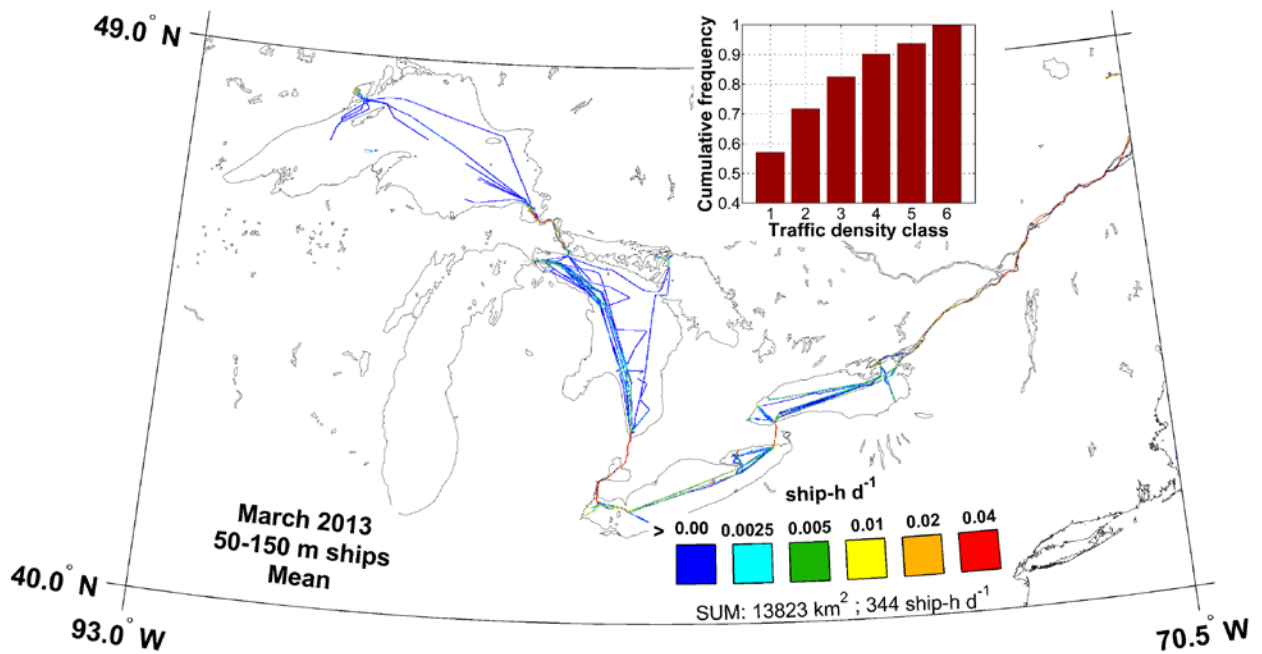 49.0° N
Cumulative frequency
1
0.9
0.8
0.7
0.6
0.5
0.4
1 2 3 4 5 6
Traffic density class
March 2013
50-150 m ships
Mean
ship-h d⁻¹
> 0.00 0.0025 0.005 0.01 0.02 0.04
SUM: 13823 km² ; 344 ship-h d⁻¹
40.0° N
93.0° W
70.5° W